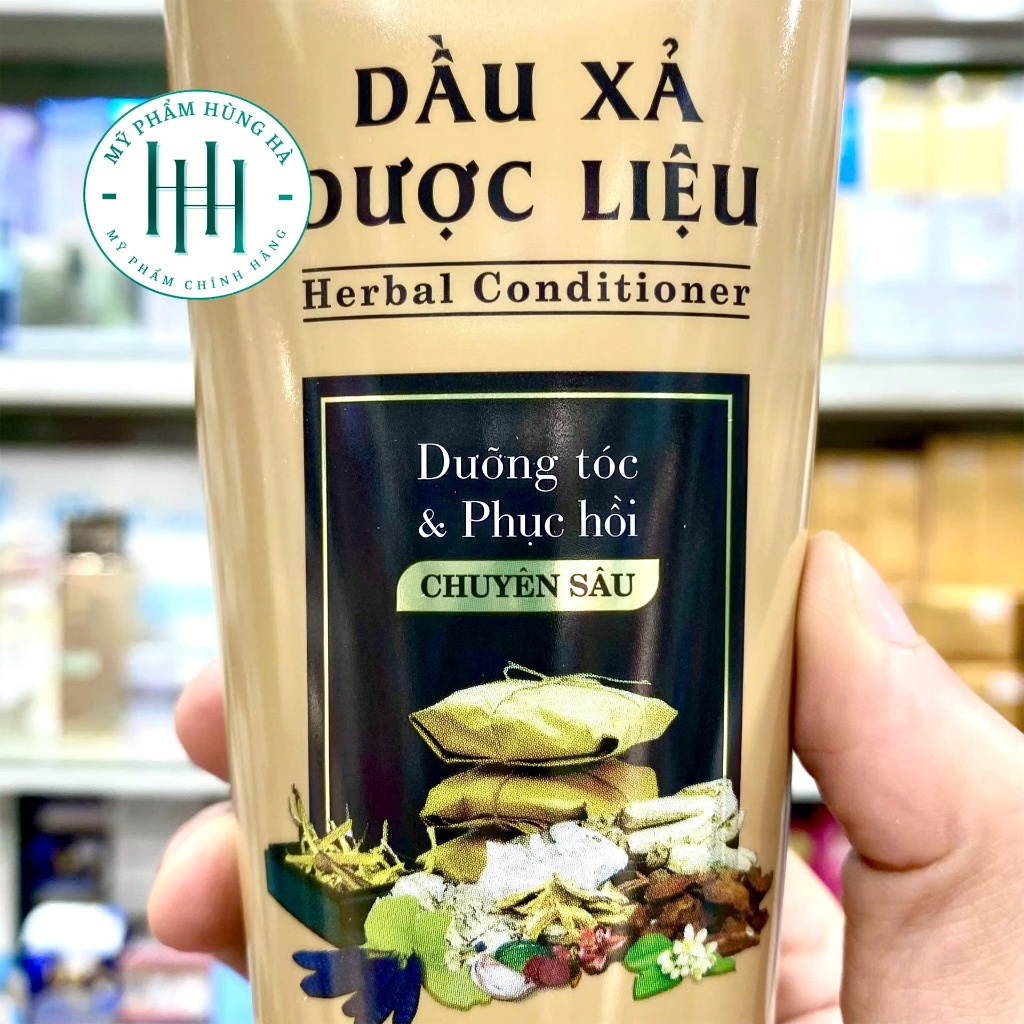 DẦU XẢ
DƯỢC LIỆU
Herbal Conditioner
MỸ PHẨM HÙNG HÀ
HH
MỸ PHẨM CHÍNH HÃNG
Dưỡng tóc
& Phục hồi
CHUYÊN SÂU